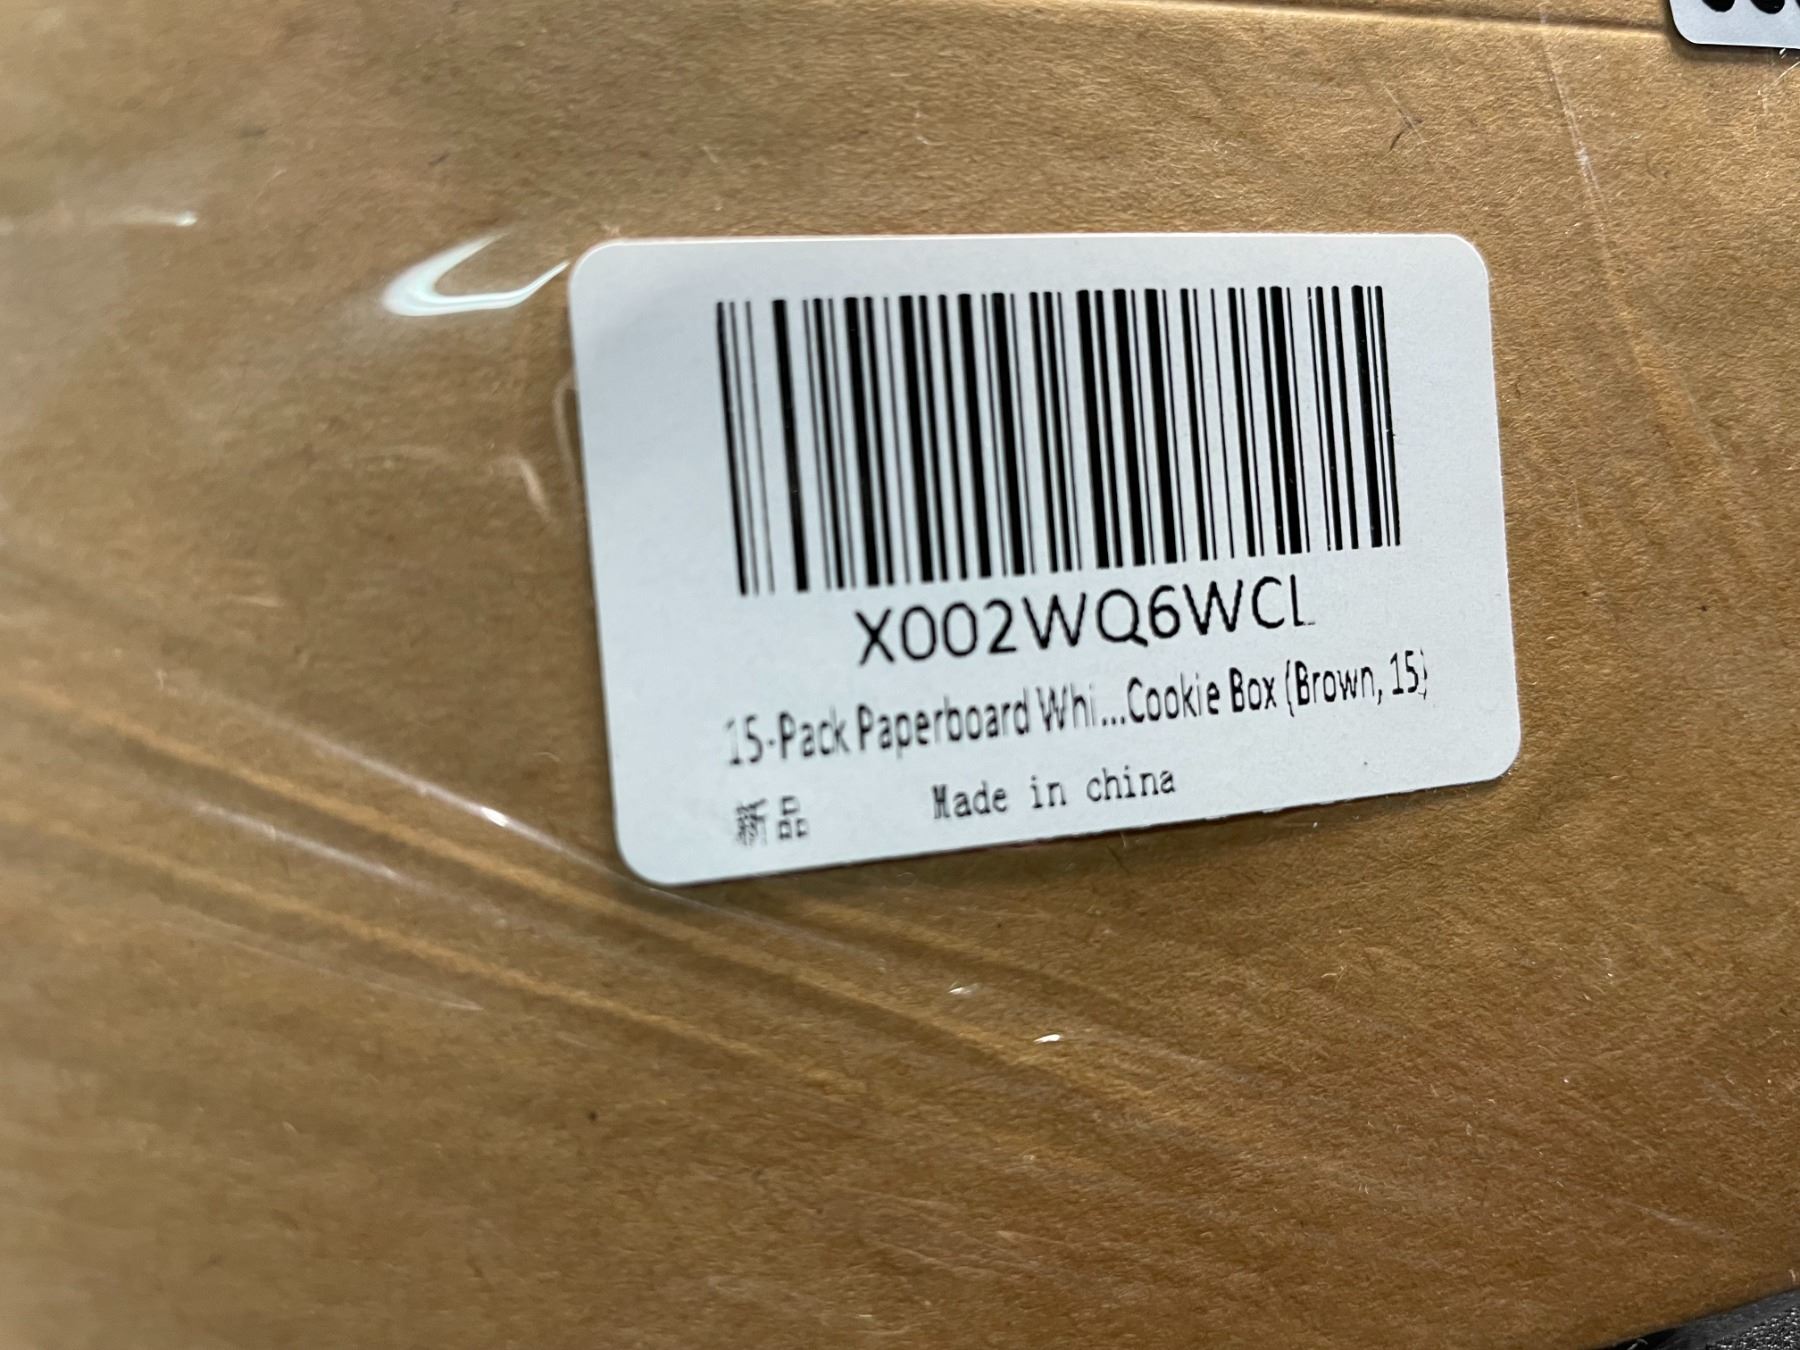 X002WQ6WCL
15-Pack Paperboard Whi...Cookie Box (Brown, 15)
新品 Made in china